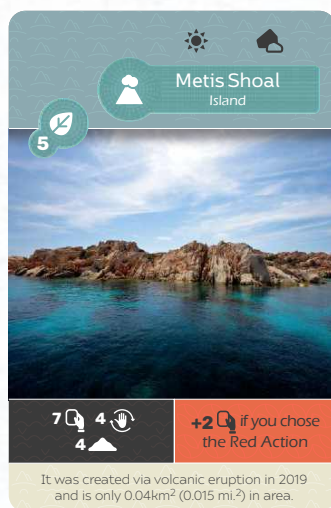 Metis Shoal
Island
5
7 4
4
+2 if you chose
the Red Action
It was created via volcanic eruption in 2019
and is only 0.04km² (0.015 mi.²) in area.